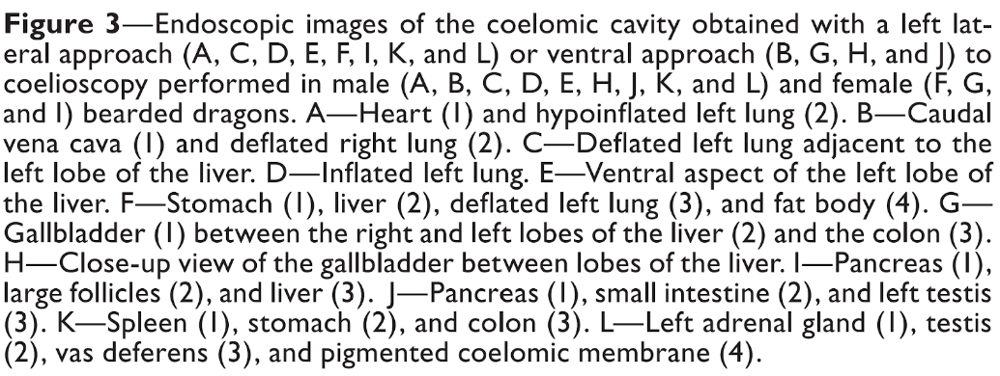 Figure 3—Endoscopic images of the coelomic cavity obtained with a left lat-
eral approach (A, C, D, E, F, I, K, and L) or ventral approach (B, G, H, and J) to
coelioscopy performed in male (A, B, C, D, E, H, J, K, and L) and female (F, G,
and I) bearded dragons. A—Heart (1) and hypoinflated left lung (2). B—Caudal
vena cava (1) and deflated right lung (2). C—Deflated left lung adjacent to the
left lobe of the liver. D—Inflated left lung. E—Ventral aspect of the left lobe of
the liver. F—Stomach (1), liver (2), deflated left lung (3), and fat body (4). G—
Gallbladder (1) between the right and left lobes of the liver (2) and the colon (3).
H—Close-up view of the gallbladder between lobes of the liver. I—Pancreas (1),
large follicles (2), and liver (3). J—Pancreas (1), small intestine (2), and left testis
(3). K—Spleen (1), stomach (2), and colon (3). L—Left adrenal gland (1), testis
(2), vas deferens (3), and pigmented coelomic membrane (4).